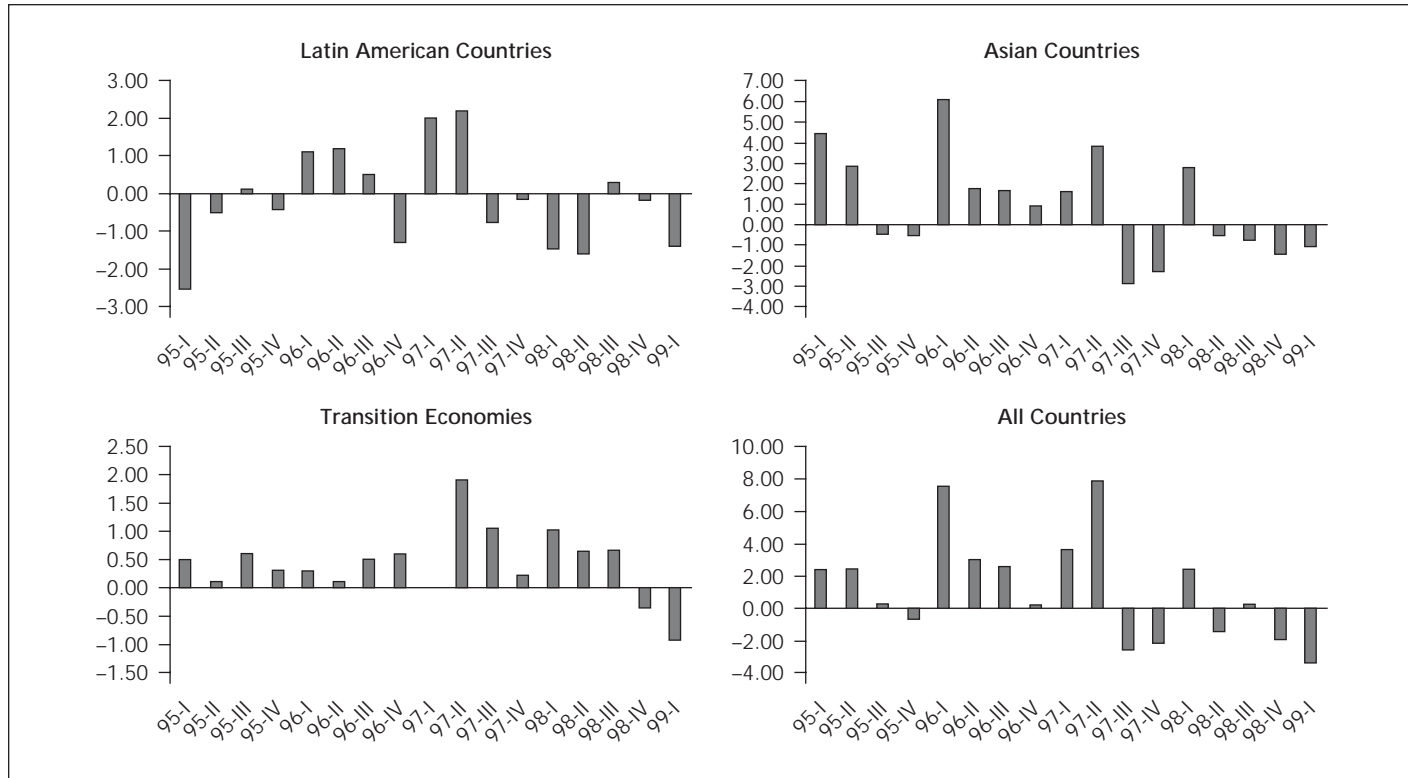 Latin American Countries
3.00
2.00
1.00
0.00
–1.00
–2.00
–3.00
95-I
95-II
95-III
95-IV
96-I
96-II
96-III
96-IV
97-I
97-II
97-III
97-IV
98-I
98-II
98-III
98-IV
99-I
Asian Countries
7.00
6.00
5.00
4.00
3.00
2.00
1.00
0.00
–1.00
–2.00
–3.00
–4.00
95-I
95-II
95-III
95-IV
96-I
96-II
96-III
96-IV
97-I
97-II
97-III
97-IV
98-I
98-II
98-III
98-IV
99-I
Transition Economies
2.50
2.00
1.50
1.00
0.50
0.00
–0.50
–1.00
–1.50
95-I
95-II
95-III
95-IV
96-I
96-II
96-III
96-IV
97-I
97-II
97-III
97-IV
98-I
98-II
98-III
98-IV
99-I
All Countries
10.00
8.00
6.00
4.00
2.00
0.00
–2.00
–4.00
95-I
95-II
95-III
95-IV
96-I
96-II
96-III
96-IV
97-I
97-II
97-III
97-IV
98-I
98-II
98-III
98-IV
99-I